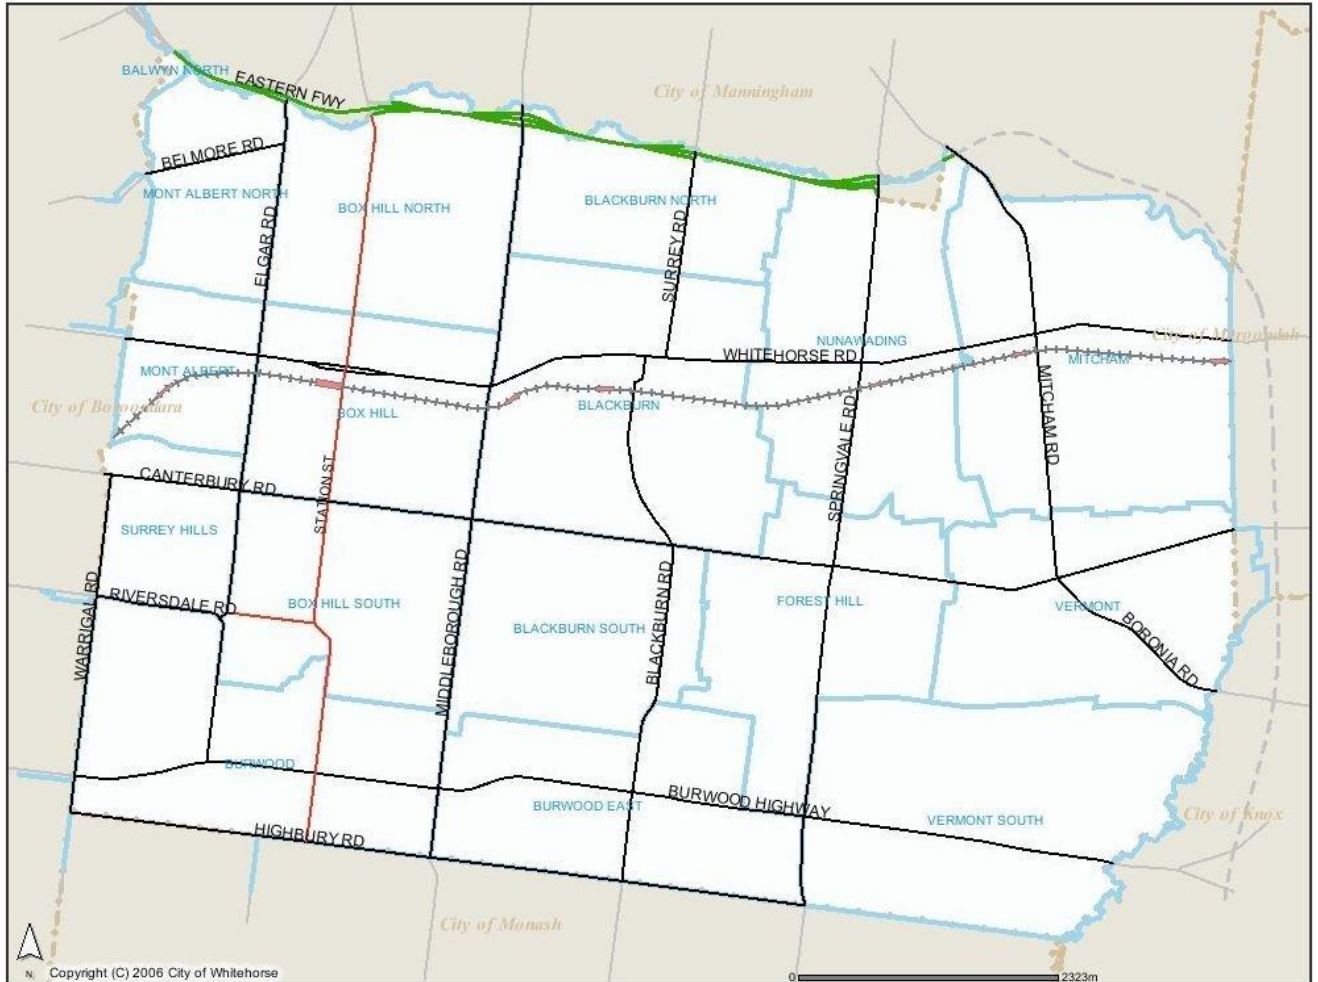 BALWYN NORTH
EASTERN FWY
City of Manningham
BELMORE RD
MONT ALBERT NORTH
BOX HILL NORTH
BLACKBURN NORTH
ELGAR RD
SURREY RD
NUNAWADING
WHITEHORSE RD
City of Maroondah
MITCHAM
MONT ALBERT
City of Boroondara
BOX HILL
BLACKBURN
MITCHAM RD
SPRINGVALE RD
CANTERBURY RD
STATION ST
SURREY HILLS
WARRIGAL RD
RIVERSDALE RD
BOX HILL SOUTH
MIDDLEBOROUGH RD
BLACKBURN SOUTH
BLACKBURN RD
FOREST HILL
VERMONT
BORONIA RD
BURWOOD
BURWOOD EAST
BURWOOD HIGHWAY
VERMONT SOUTH
City of Knox
HIGHBURY RD
City of Monash
N
Copyright (C) 2006 City of Whitehorse
0
2323m